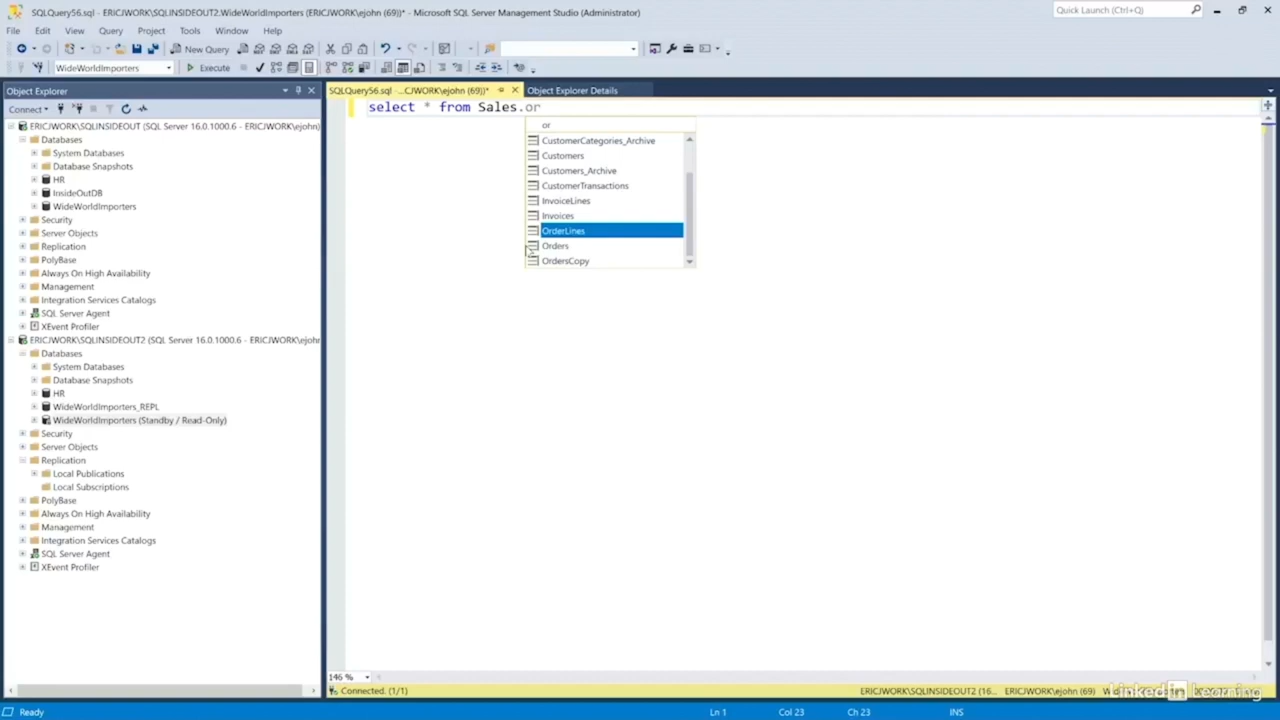 SQLQuery56.sql - ERICJWORK\SQLINSIDEOUT2.WideWorldImporters (ERICJWORK\ejohn (69))* - Microsoft SQL Server Management Studio (Administrator)
Quick Launch (Ctrl+Q)
File Edit View Query Project Tools Window Help
New Query
WideWorldImporters
Execute
Object Explorer
SQLQuery56.sql -...CJWORK\ejohn (69))*
Object Explorer Details
Connect
select * from Sales.or
or
CustomerCategories_Archive
Customers
Customers_Archive
CustomerTransactions
InvoiceLines
Invoices
OrderLines
Orders
OrdersCopy
ERICJWORK\SQLINSIDEOUT (SQL Server 16.0.1000.6 - ERICJWORK\ejohn)
Databases
System Databases
Database Snapshots
HR
InsideOutDB
WideWorldImporters
Security
Server Objects
Replication
PolyBase
Always On High Availability
Management
Integration Services Catalogs
SQL Server Agent
XEvent Profiler
ERICJWORK\SQLINSIDEOUT2 (SQL Server 16.0.1000.6 - ERICJWORK\ejohn
Databases
System Databases
Database Snapshots
HR
WideWorldImporters_REPL
WideWorldImporters (Standby / Read-Only)
Security
Server Objects
Replication
Local Publications
Local Subscriptions
PolyBase
Always On High Availability
Management
Integration Services Catalogs
SQL Server Agent
XEvent Profiler
146 %
Connected. (1/1)
ERICJWORK\SQLINSIDEOUT2 (16... ERICJWORK\ejohn (69)
LinkedIn Learning
Ready
Ln 1 Col 23 Ch 23 INS